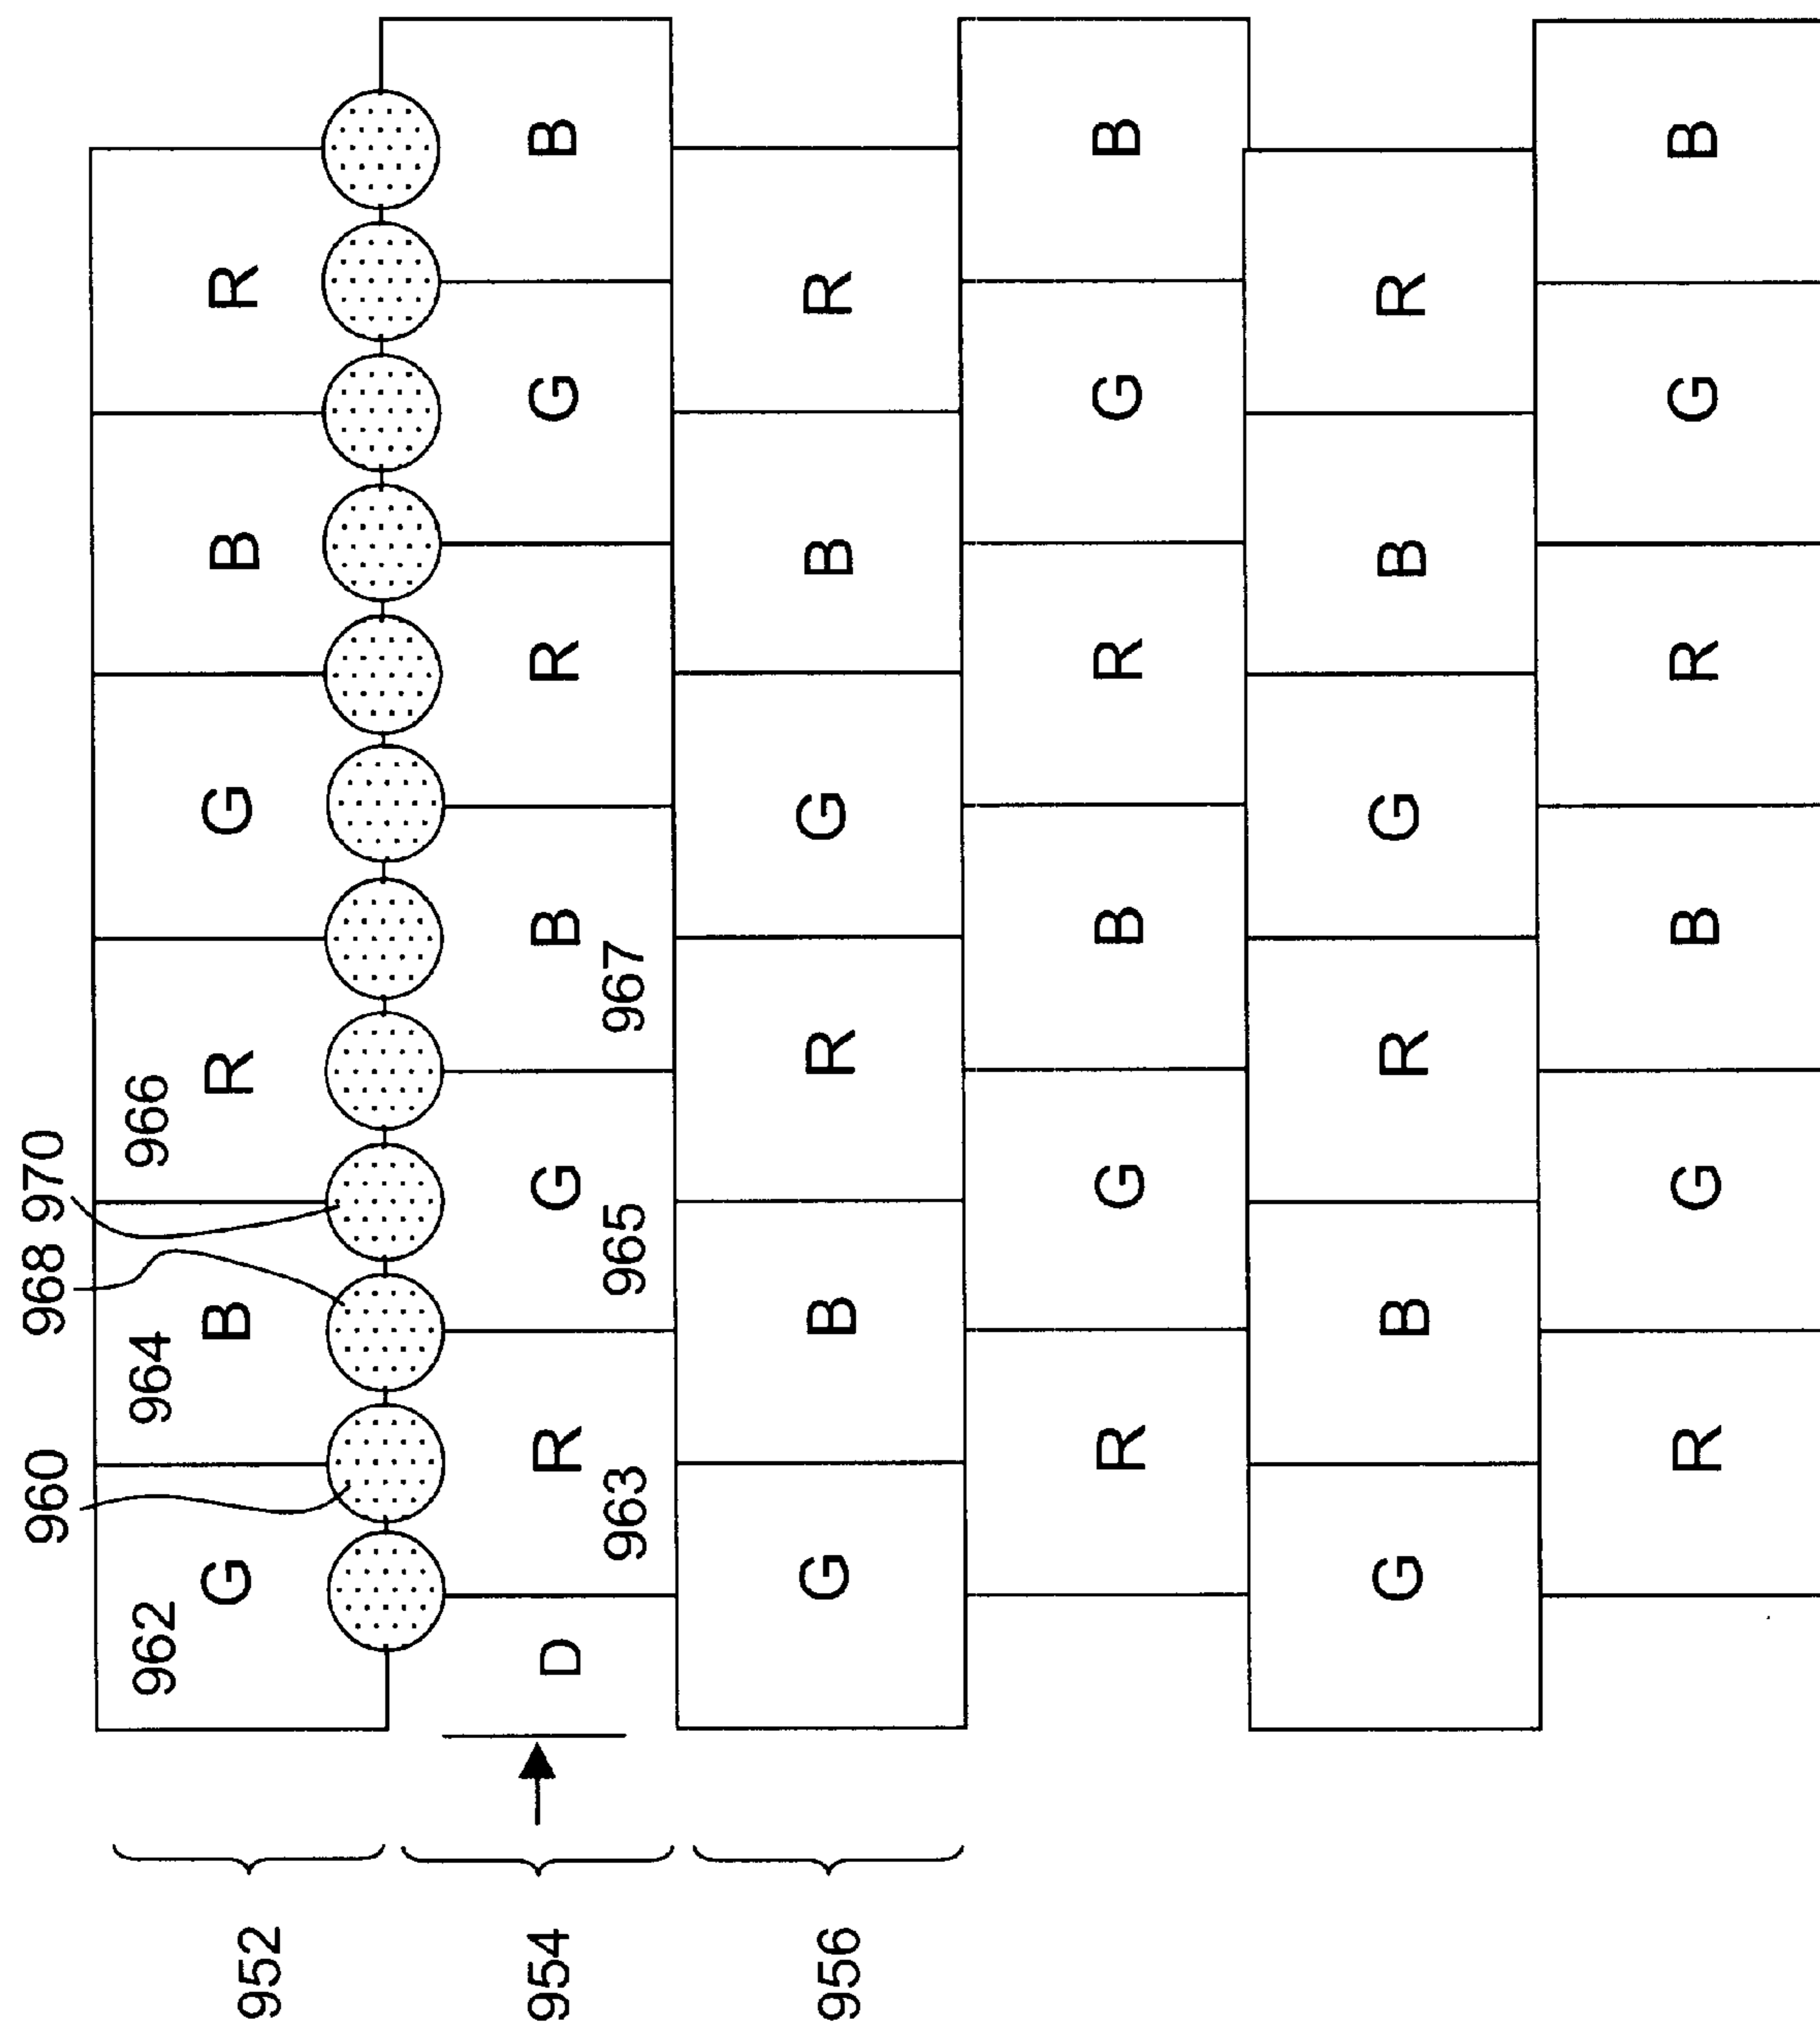 960 968 970
962 964 966
952 G B R G B R
954 D R G B R G B
963 965 967
956 G B R G B R
R G B R G B
G B R G B R
R G B R G B